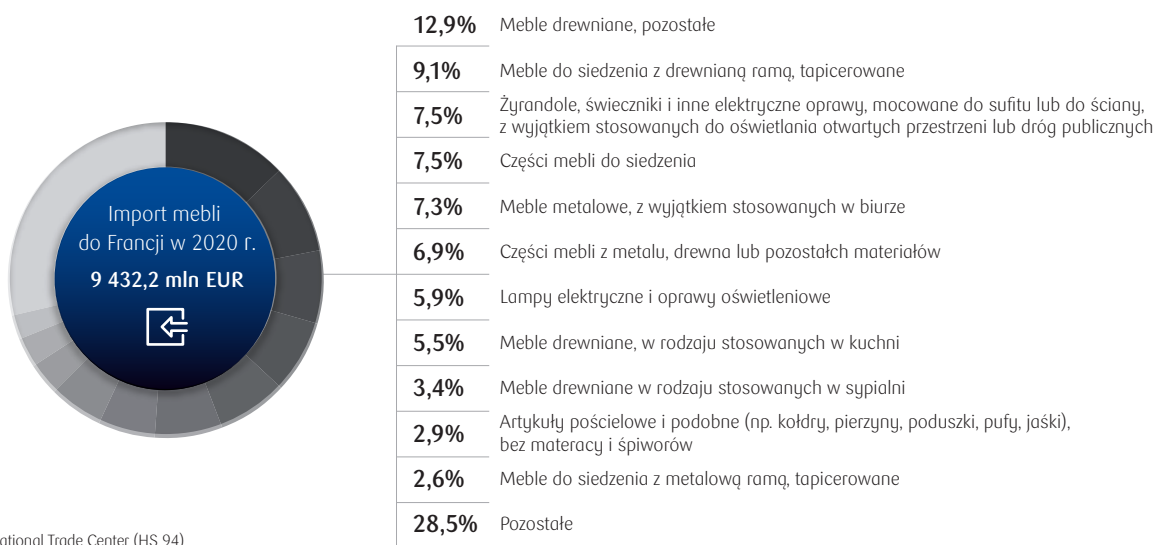 12,9% Meble drewniane, pozostałe
9,1% Meble do siedzenia z drewnianą ramą, tapicerowane
7,5% Żyrandole, świeczniki i inne elektryczne oprawy, mocowane do sufitu lub do ściany,
z wyjątkiem stosowanych do oświetlania otwartych przestrzeni lub dróg publicznych
7,5% Części mebli do siedzenia
7,3% Meble metalowe, z wyjątkiem stosowanych w biurze
6,9% Części mebli z metalu, drewna lub pozostałch materiałów
5,9% Lampy elektryczne i oprawy oświetleniowe
5,5% Meble drewniane, w rodzaju stosowanych w kuchni
3,4% Meble drewniane w rodzaju stosowanych w sypialni
2,9% Artykuły pościelowe i podobne (np. kołdry, pierzyny, poduszki, pufy, jaśki),
bez materacy i śpiworów
2,6% Meble do siedzenia z metalową ramą, tapicerowane
28,5% Pozostałe
Import mebli
do Francji w 2020 r.
9 432,2 mln EUR
Trade Center (HS 94)